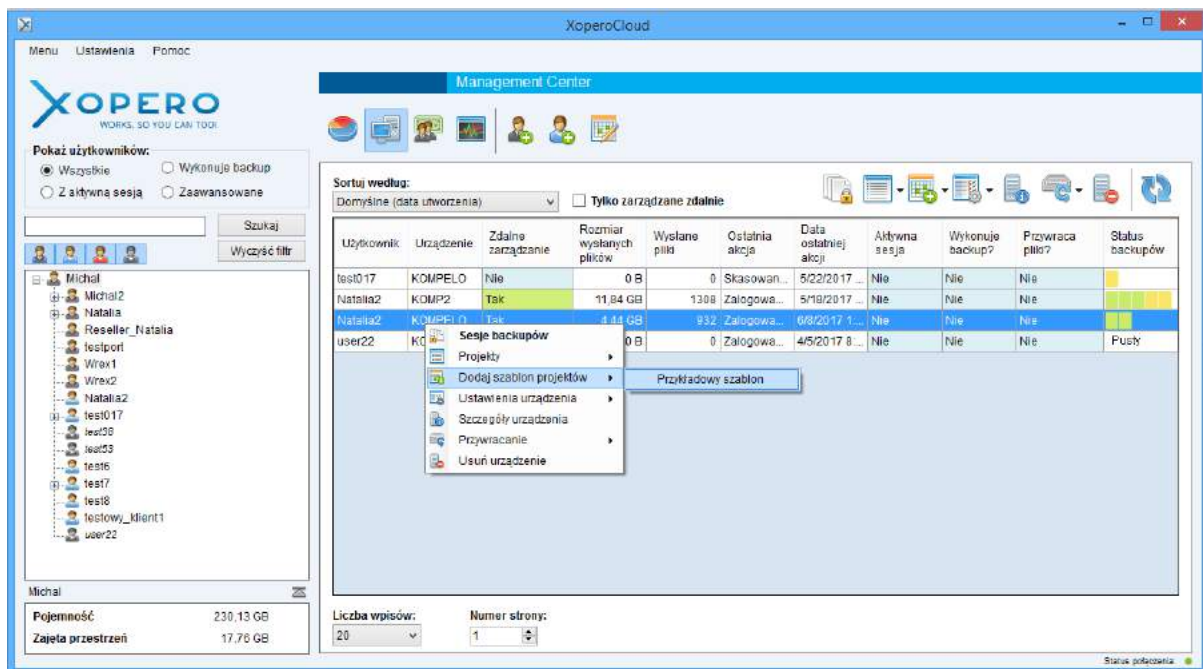 XoperoCloud
Menu Ustawienia Pomoc
Management Center
XOPERO
WORKS, SO YOU CAN TOO!
Pokaż użytkowników:
Wszystkie Wykonuje backup
Z aktywną sesją Zaawansowane
Szukaj
Wyczyść filtr
Michal
Michal2
Natalia
Reseller_Natalia
testport
Wrex1
Wrex2
Natalia2
test017
test38
test53
test6
test7
test8
testowy_klient1
user22
Michal
Pojemność 230,13 GB
Zajęta przestrzeń 17,76 GB
Sortuj według:
Domyślne (data utworzenia) Tylko zarządzane zdalnie
Użytkownik Urządzenie Zdalne zarządzanie Rozmiar wysłanych plików Wysłane pliki Ostatnia akcja Data ostatniej akcji Aktywna sesja Wykonuje backup? Przywraca pliki? Status backupów
test017 KOMPELO Nie 0 B 0 Skasowan... 5/22/2017 ... Nie Nie Nie
Natalia2 KOMP2 Tak 11,84 GB 1308 Zalogowa... 5/18/2017 ... Nie Nie Nie
Natalia2 KOMPELO Tak 4,44 GB 932 Zalogowa... 6/8/2017 1:... Nie Nie Nie
user22 KO 0 B 0 Zalogowa... 4/5/2017 8:... Nie Nie Nie Pusty
Sesje backupów
Projekty
Dodaj szablon projektów Przykładowy szablon
Ustawienia urządzenia
Szczegóły urządzenia
Przywracanie
Usuń urządzenie
Liczba wpisów: Numer strony:
20 1
Status połączenia